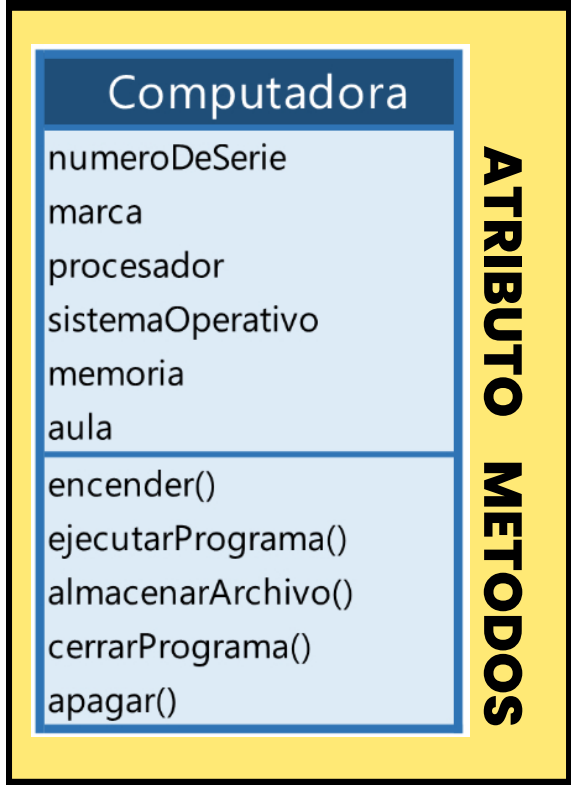 Computadora
numeroDeSerie
marca
procesador
sistemaOperativo
memoria
aula
encender()
ejecutarPrograma()
almacenarArchivo()
cerrarPrograma()
apagar()
ATRIBUTO
METODOS